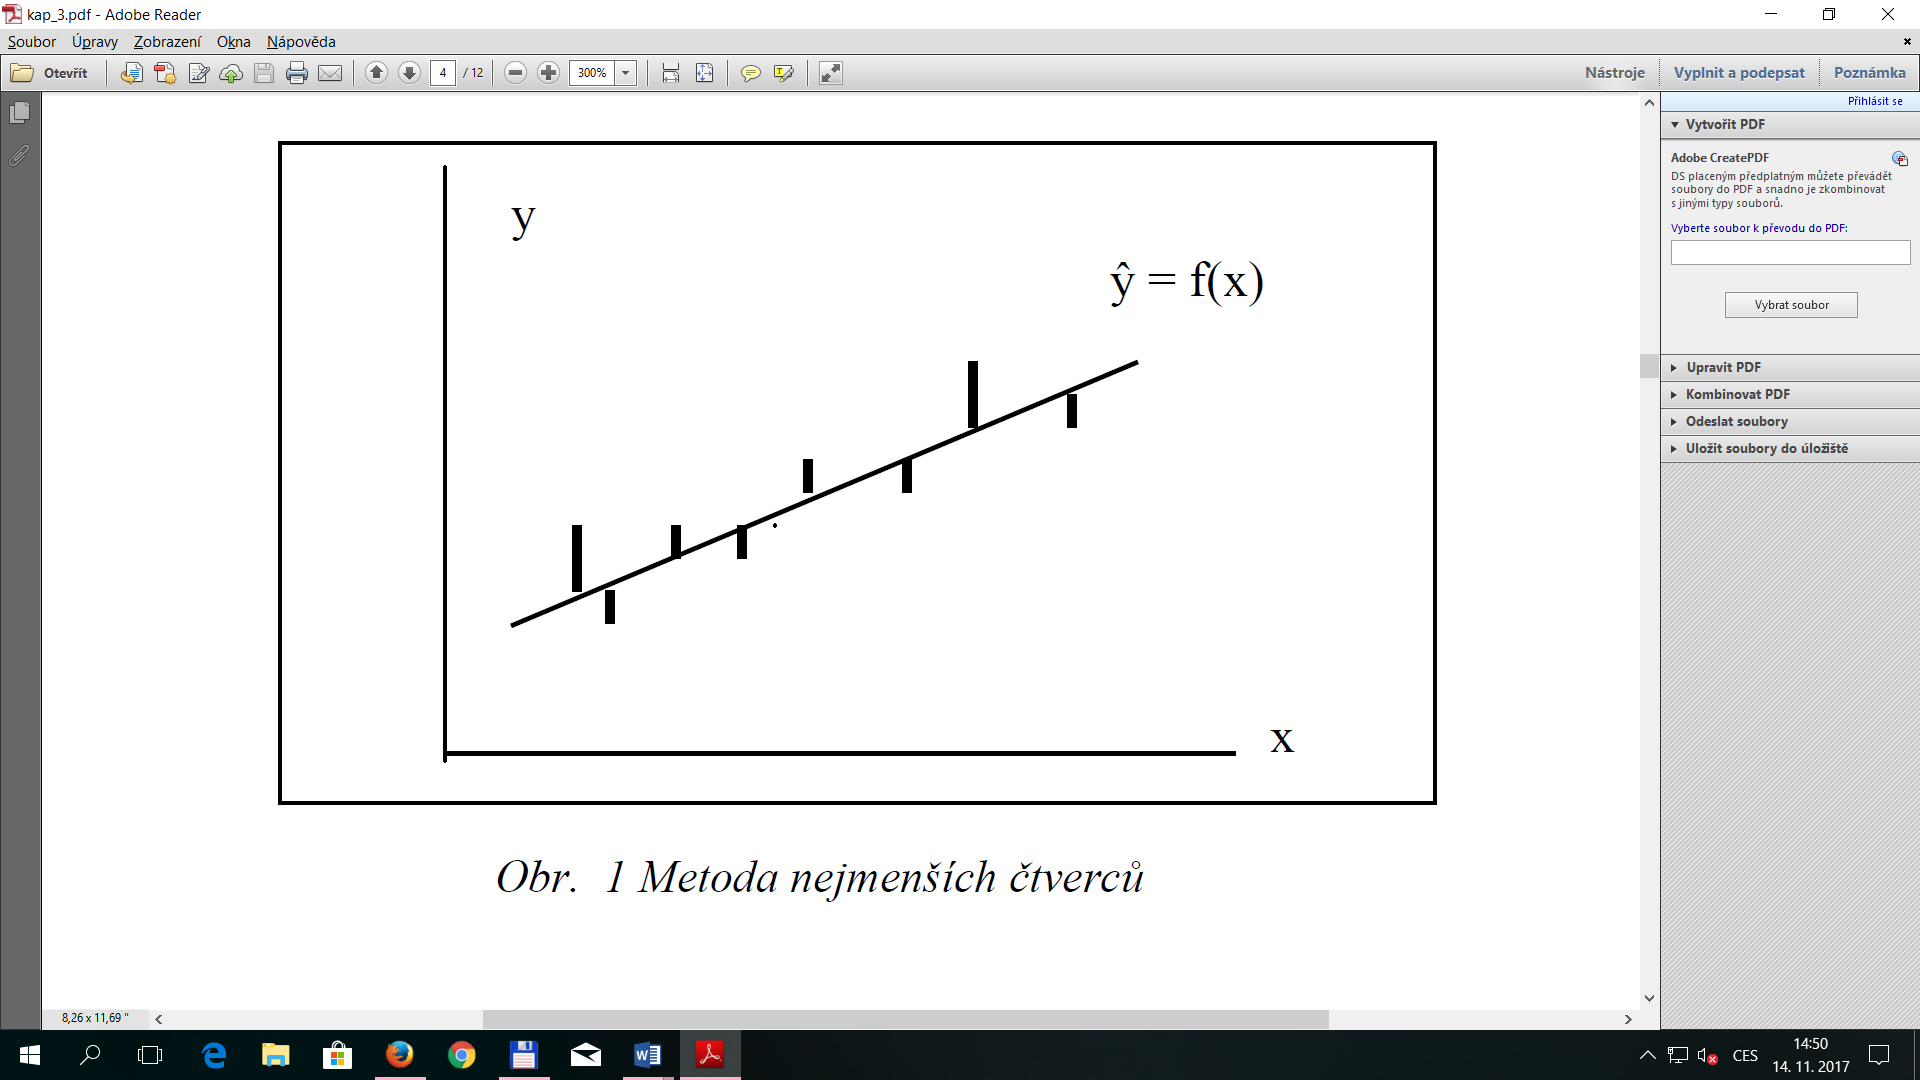 kap_3.pdf - Adobe Reader
Soubor Úpravy Zobrazení Okna Nápověda
Otevřít 4 / 12 300% Nástroje Vyplnit a podepsat Poznámka
Přihlásit se
Vytvořit PDF
Adobe CreatePDF
DS placeným předplatným můžete převádět
soubory do PDF a snadno je zkombinovat
s jinými typy souborů.
Vyberte soubor k převodu do PDF:
Vybrat soubor
Upravit PDF
Kombinovat PDF
Odeslat soubory
Uložit soubory do úložiště
y
ŷ = f(x)
x
Obr. 1 Metoda nejmenších čtverců
8,26 x 11,69 "
CES
14:50
14. 11. 2017